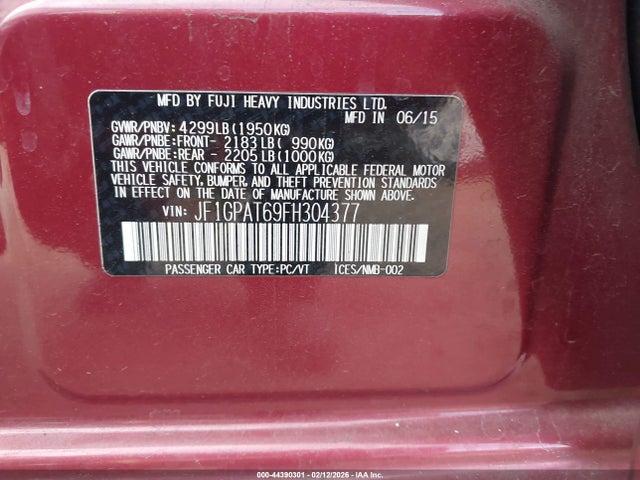 MFD BY FUJI HEAVY INDUSTRIES LTD.
MFD IN 06/15
GVWR/PNBV: 4299LB(1950KG)
GAWR/PNBE:FRONT- 2183LB( 990KG)
GAWR/PNBE:REAR - 2205LB(1000KG)
THIS VEHICLE CONFORMS TO ALL APPLICABLE FEDERAL MOTOR
VEHICLE SAFETY, BUMPER, AND THEFT PREVENTION STANDARDS
IN EFFECT ON THE DATE OF MANUFACTURE SHOWN ABOVE.
VIN: JF1GPAT69FH304377
PASSENGER CAR TYPE:PC/VT ICES/NMB-002
000-44390301 - 02/12/2026 - IAA Inc.